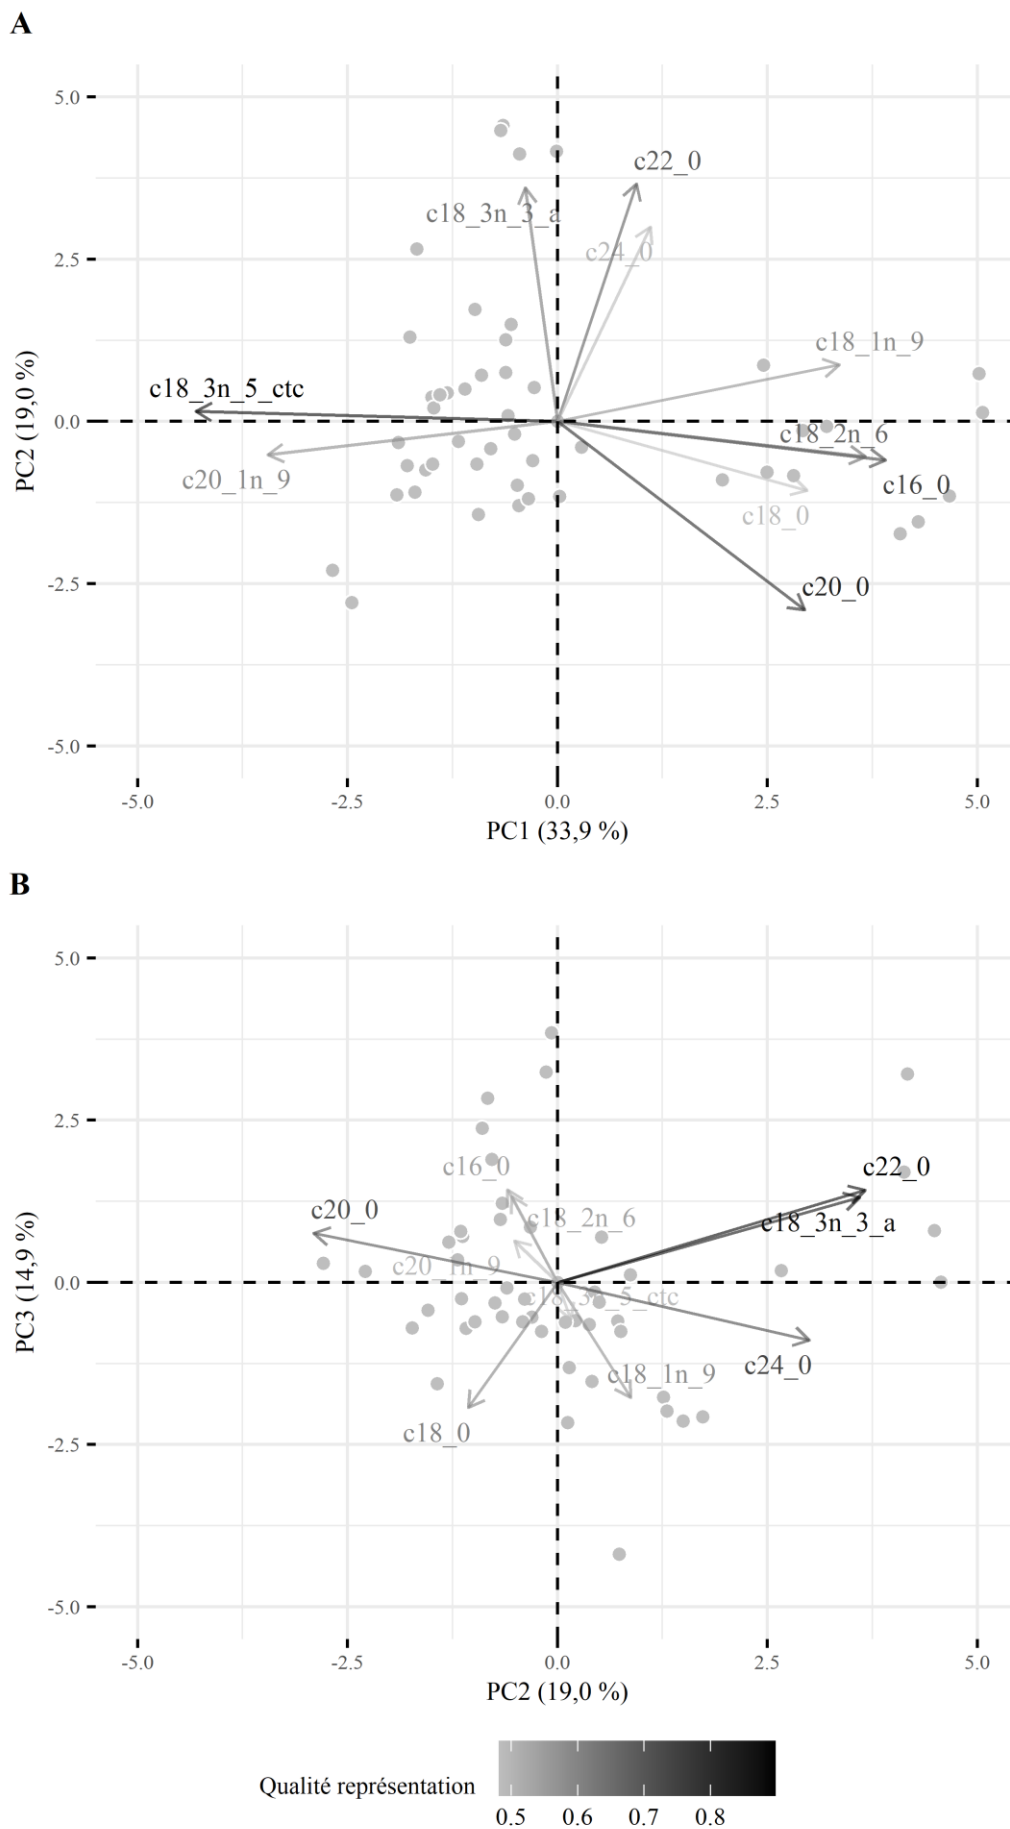 A
5.0
2.5
0.0
-2.5
-5.0
PC2 (19,0 %)
c22_0
c18_3n_3_a
c24_0
c18_1n_9
c18_3n_5_ctc
c18_2n_6
c20_1n_9
c16_0
c18_0
c20_0
-5.0 -2.5 0.0 2.5 5.0
PC1 (33,9 %)
B
5.0
2.5
0.0
-2.5
-5.0
PC3 (14,9 %)
c16_0
c22_0
c20_0
c18_2n_6
c18_3n_3_a
c20_1n_9
c18_3n_5_ctc
c24_0
c18_1n_9
c18_0
-5.0 -2.5 0.0 2.5 5.0
PC2 (19,0 %)
Qualité représentation
0.5 0.6 0.7 0.8